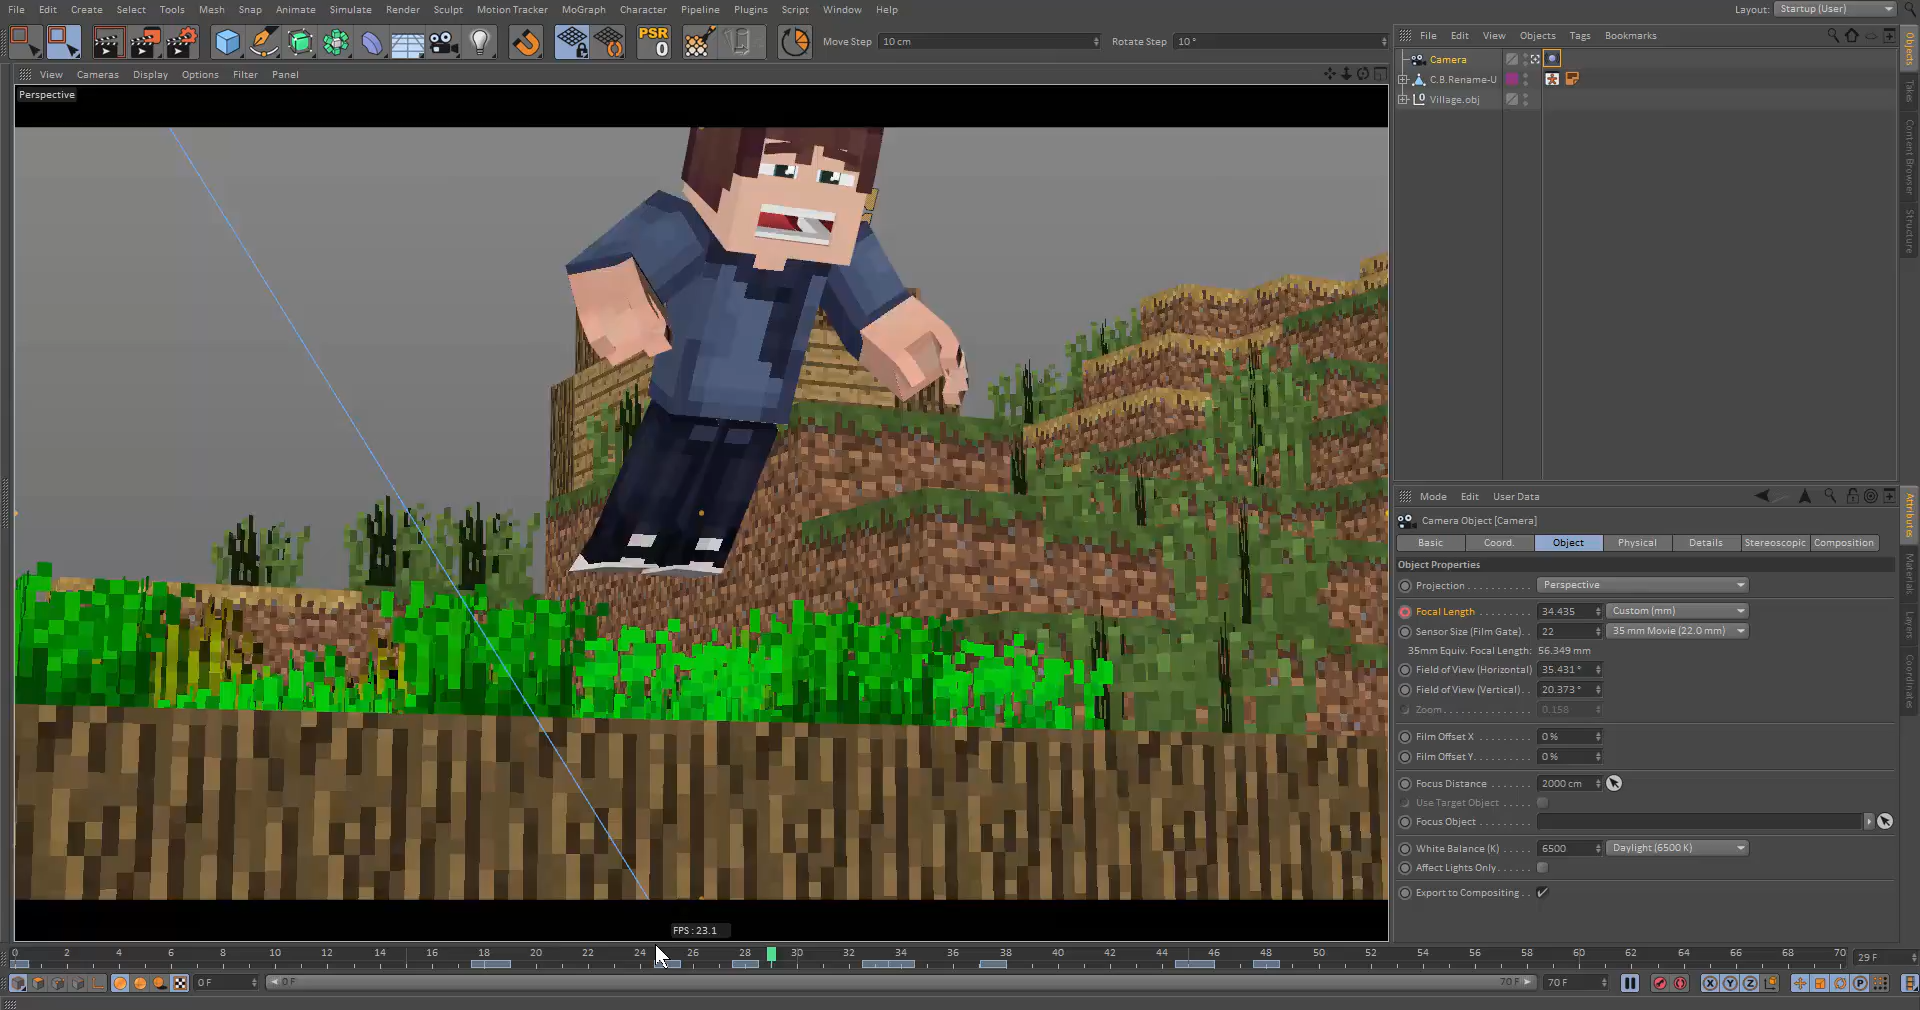 File Edit Create Select Tools Mesh Snap Animate Simulate Render Sculpt Motion Tracker MoGraph Character Pipeline Plugins Script Window Help
Layout: Startup (User)
PSR
0
Move Step 10 cm
Rotate Step 10 °
File Edit View Objects Tags Bookmarks
View Cameras Display Options Filter Panel
Perspective
Camera
C.B.Rename-U
Village.obj
Objects
Takes
Content Browser
Structure
Mode Edit User Data
Camera Object [Camera]
Basic Coord. Object Physical Details Stereoscopic Composition
Object Properties
Projection . . . . . . . . Perspective
Focal Length . . . . . . . . 34.435 Custom (mm)
Sensor Size (Film Gate). . 22 35 mm Movie (22.0 mm)
35mm Equiv. Focal Length: 56.349 mm
Field of View (Horizontal) 35.431 °
Field of View (Vertical) . . 20.373 °
Zoom . . . . . . . . . . . . 0.158
Film Offset X . . . . . . . . 0 %
Film Offset Y. . . . . . . . 0 %
Focus Distance . . . . . . 2000 cm
Use Target Object . . . . .
Focus Object . . . . . . . .
White Balance (K) . . . . . 6500 Daylight (6500 K)
Affect Lights Only . . . . .
Export to Compositing . .
Attributes
Materials
Layers
Coordinates
FPS : 23.1
0 2 4 6 8 10 12 14 16 18 20 22 24 26 28 30 32 34 36 38 40 42 44 46 48 50 52 54 56 58 60 62 64 66 68 70 29 F
0 F 0 F 70 F 70 F
X Y Z P